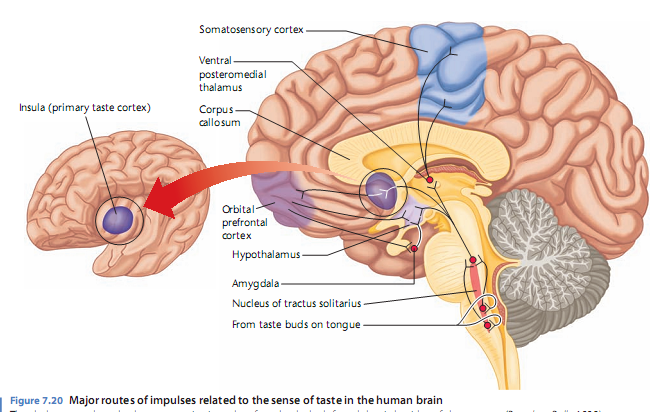 Somatosensory cortex
Ventral
posteromedial
thalamus
Insula (primary taste cortex)
Corpus
callosum
Orbital
prefrontal
cortex
Hypothalamus
Amygdala
Nucleus of tractus solitarius
From taste buds on tongue
Figure 7.20 Major routes of impulses related to the sense of taste in the human brain